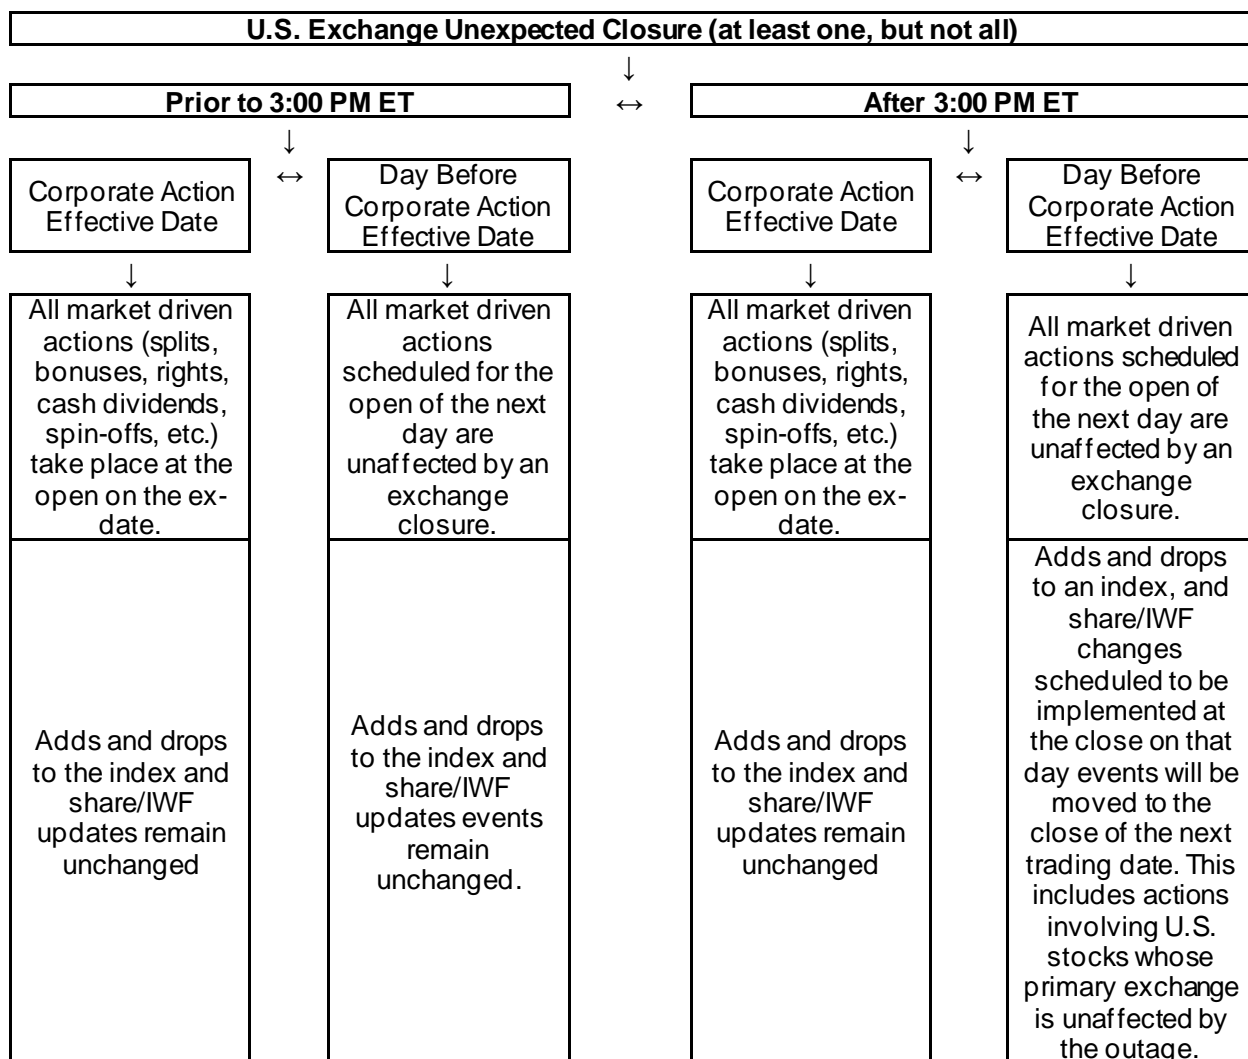 U.S. Exchange Unexpected Closure (at least one, but not all)
↓
Prior to 3:00 PM ET
↔
After 3:00 PM ET
↓
↓
Corporate Action
Effective Date
↔
Day Before
Corporate Action
Effective Date
Corporate Action
Effective Date
↔
Day Before
Corporate Action
Effective Date
↓
↓
↓
↓
All market driven
actions (splits,
bonuses, rights,
cash dividends,
spin-offs, etc.)
take place at the
open on the ex-
date.
All market driven
actions
scheduled for the
open of the next
day are
unaffected by an
exchange
closure.
All market driven
actions (splits,
bonuses, rights,
cash dividends,
spin-offs, etc.)
take place at the
open on the ex-
date.
All market driven
actions scheduled
for the open of
the next day are
unaffected by an
exchange
closure.
Adds and drops
to the index and
share/IWF
updates remain
unchanged
Adds and drops
to the index and
share/IWF
updates events
remain
unchanged.
Adds and drops
to the index and
share/IWF
updates remain
unchanged
Adds and drops
to an index, and
share/IWF
changes
scheduled to be
implemented at
the close on that
day events will be
moved to the
close of the next
trading date. This
includes actions
involving U.S.
stocks whose
primary exchange
is unaffected by
the outage.